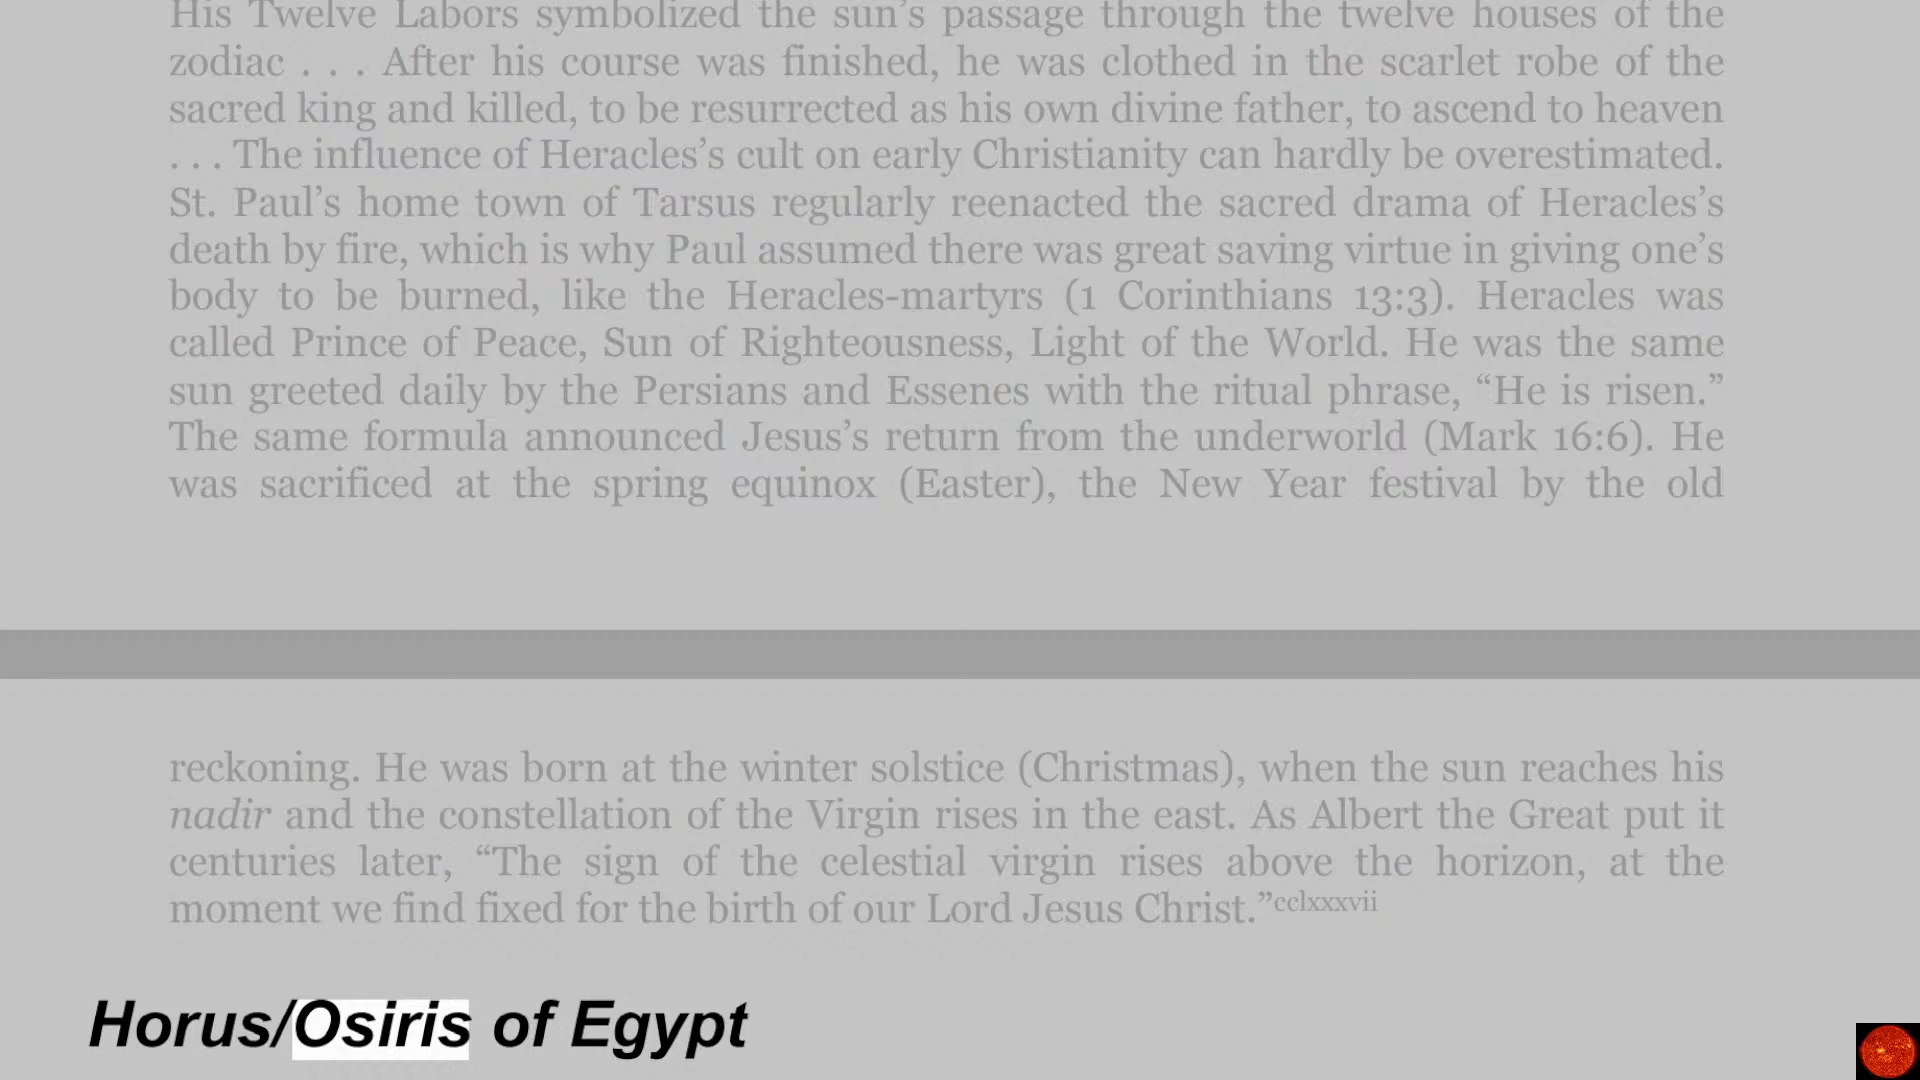 His Twelve Labors symbolized the sun’s passage through the twelve houses of the
zodiac . . . After his course was finished, he was clothed in the scarlet robe of the
sacred king and killed, to be resurrected as his own divine father, to ascend to heaven
. . . The influence of Heracles’s cult on early Christianity can hardly be overestimated.
St. Paul’s home town of Tarsus regularly reenacted the sacred drama of Heracles’s
death by fire, which is why Paul assumed there was great saving virtue in giving one’s
body to be burned, like the Heracles-martyrs (1 Corinthians 13:3). Heracles was
called Prince of Peace, Sun of Righteousness, Light of the World. He was the same
sun greeted daily by the Persians and Essenes with the ritual phrase, “He is risen.”
The same formula announced Jesus’s return from the underworld (Mark 16:6). He
was sacrificed at the spring equinox (Easter), the New Year festival by the old
reckoning. He was born at the winter solstice (Christmas), when the sun reaches his
nadir and the constellation of the Virgin rises in the east. As Albert the Great put it
centuries later, “The sign of the celestial virgin rises above the horizon, at the
moment we find fixed for the birth of our Lord Jesus Christ.”cclxxxvii
Horus/Osiris of Egypt